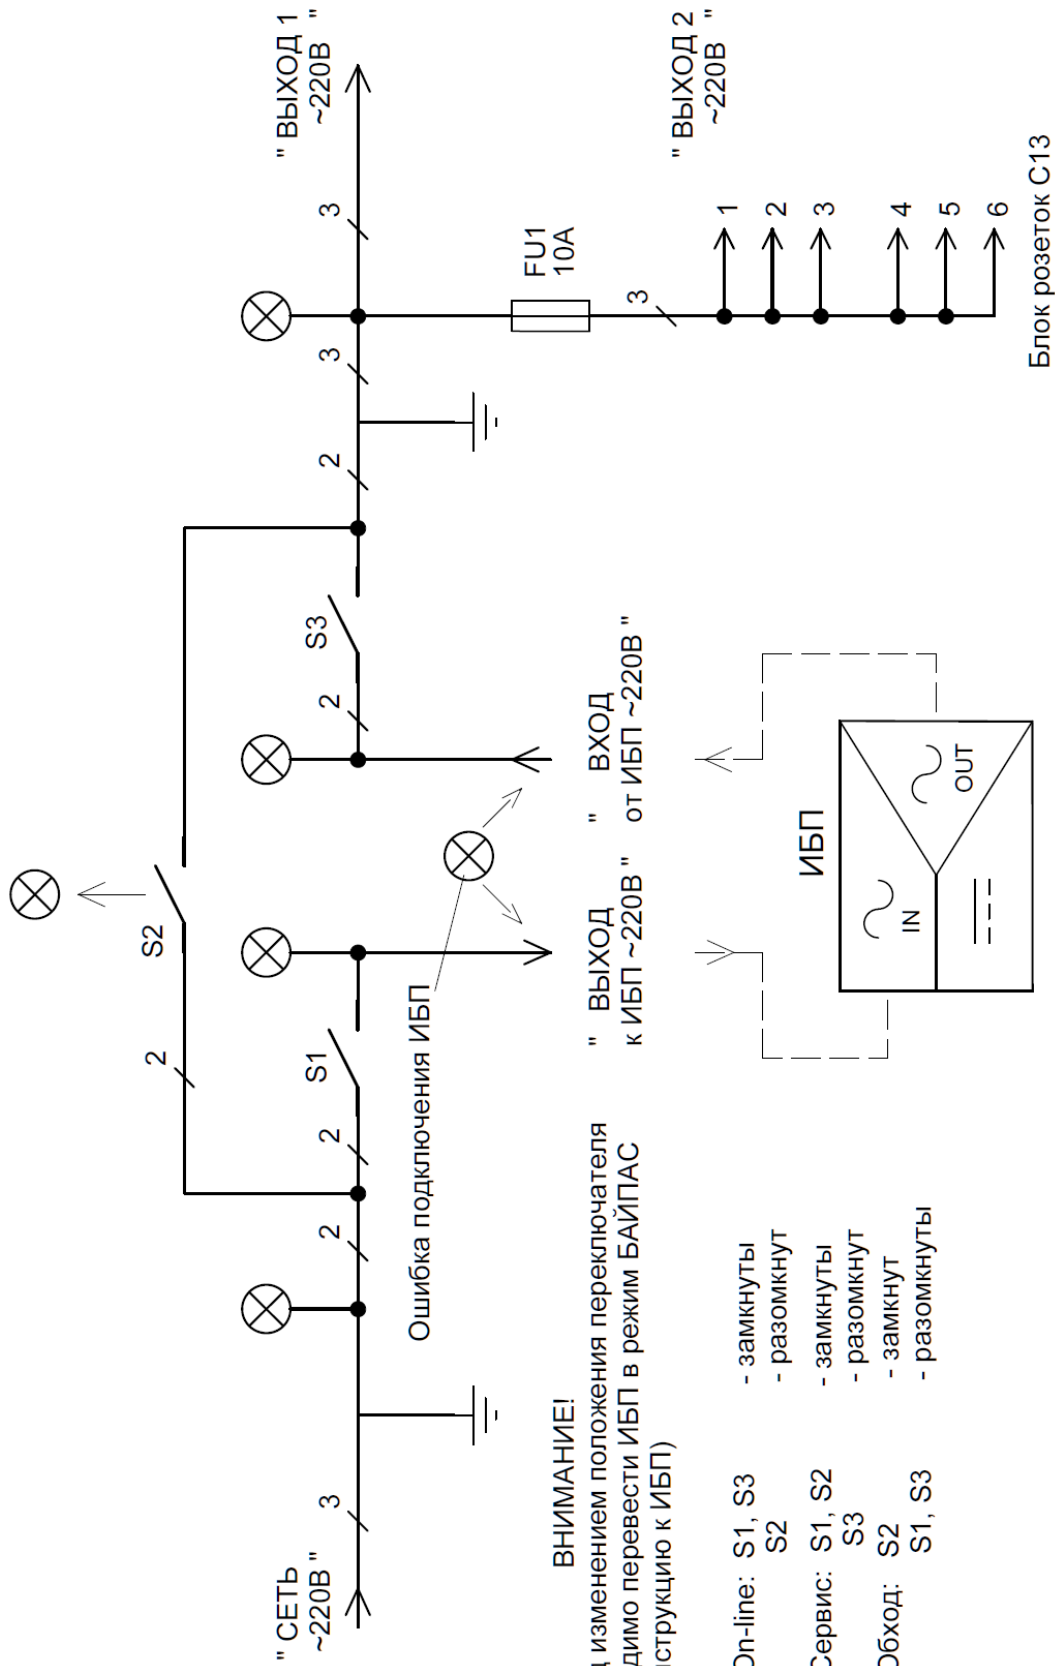 " СЕТЬ
~220В "
3
2
2
S1
2
S2
2
S3
2
3
3
" ВЫХОД 1
~220В "
Ошибка подключения ИБП
" ВЫХОД
к ИБП ~220В "
" ВХОД
от ИБП ~220В "
FU1
10А
3
" ВЫХОД 2
~220В "
1
2
3
4
5
6
Блок розеток С13
ИБП
IN
OUT
ВНИМАНИЕ!
изменением положения переключателя
перевести ИБП в режим БАЙПАС
к ИБП)
On-line: S1, S3 - замкнуты
S2 - разомкнут
Сервис: S1, S2 - замкнуты
S3 - разомкнут
Обход: S2 - замкнут
S1, S3 - разомкнуты